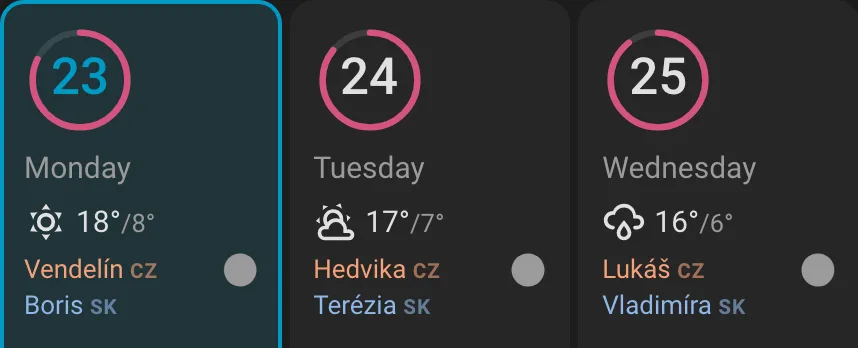 23
Monday
18°/8°
Vendelín CZ
Boris SK
24
Tuesday
17°/7°
Hedvika CZ
Terézia SK
25
Wednesday
16°/6°
Lukáš CZ
Vladimíra SK